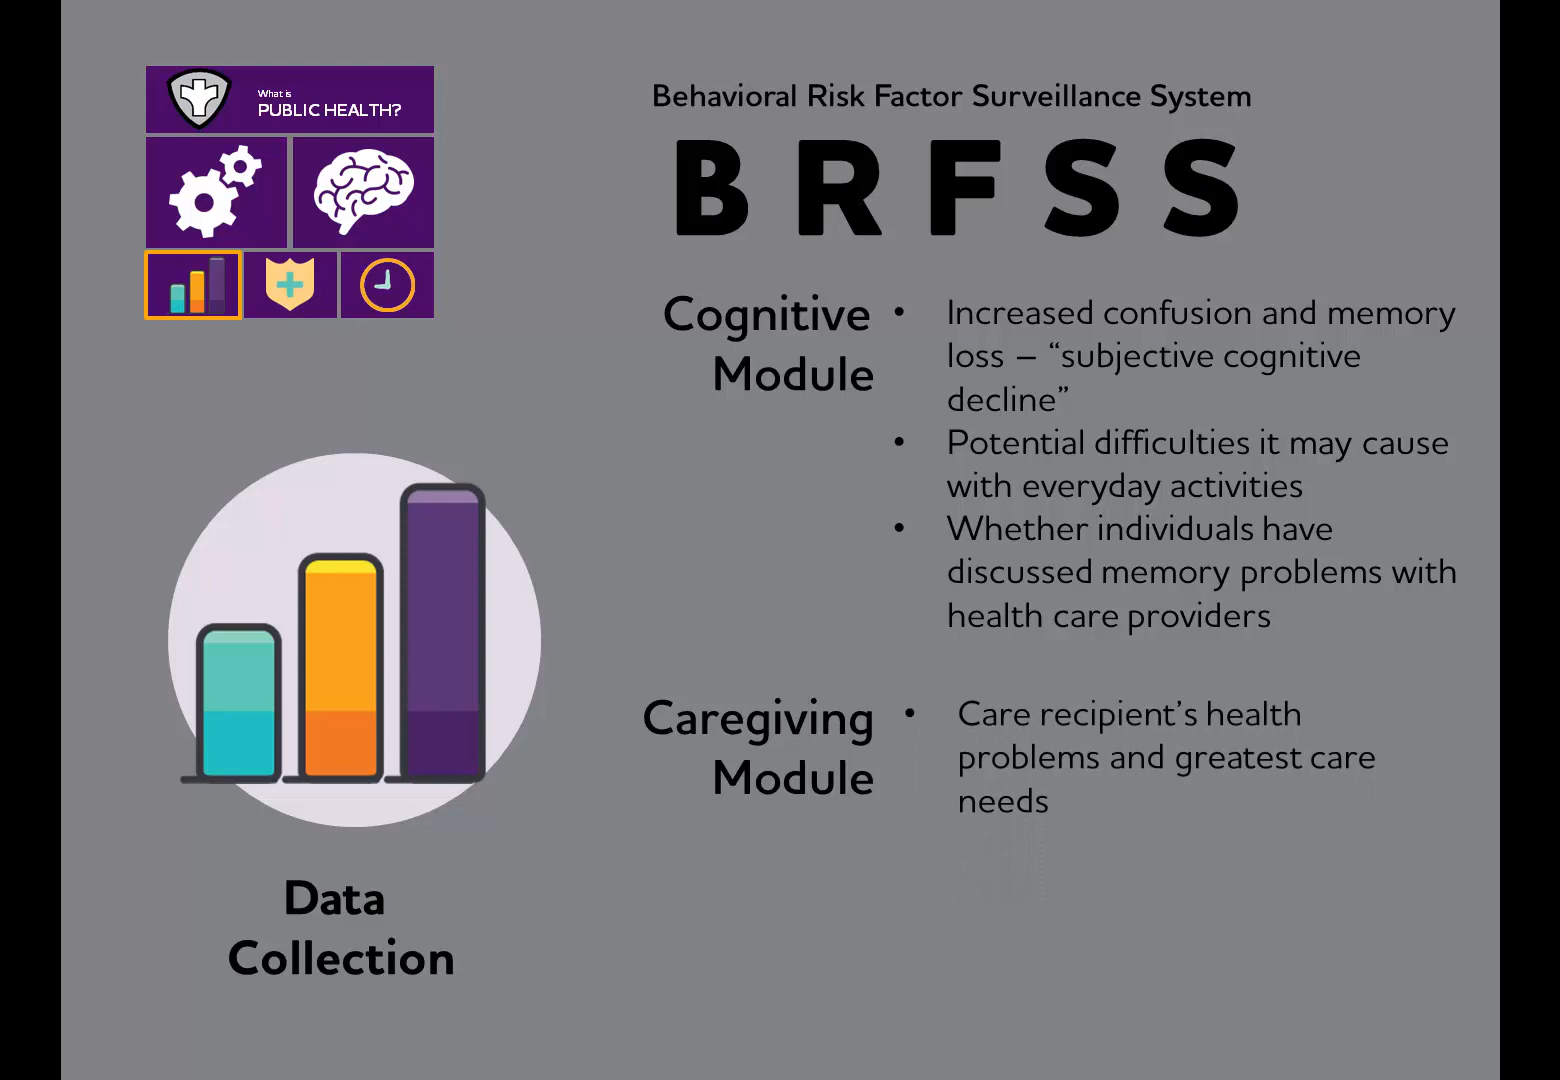 What is
PUBLIC HEALTH?
Behavioral Risk Factor Surveillance System
BRFSS
Cognitive
Module
• Increased confusion and memory
loss – “subjective cognitive
decline”
• Potential difficulties it may cause
with everyday activities
• Whether individuals have
discussed memory problems with
health care providers
Caregiving
Module
• Care recipient’s health
problems and greatest care
needs
Data
Collection